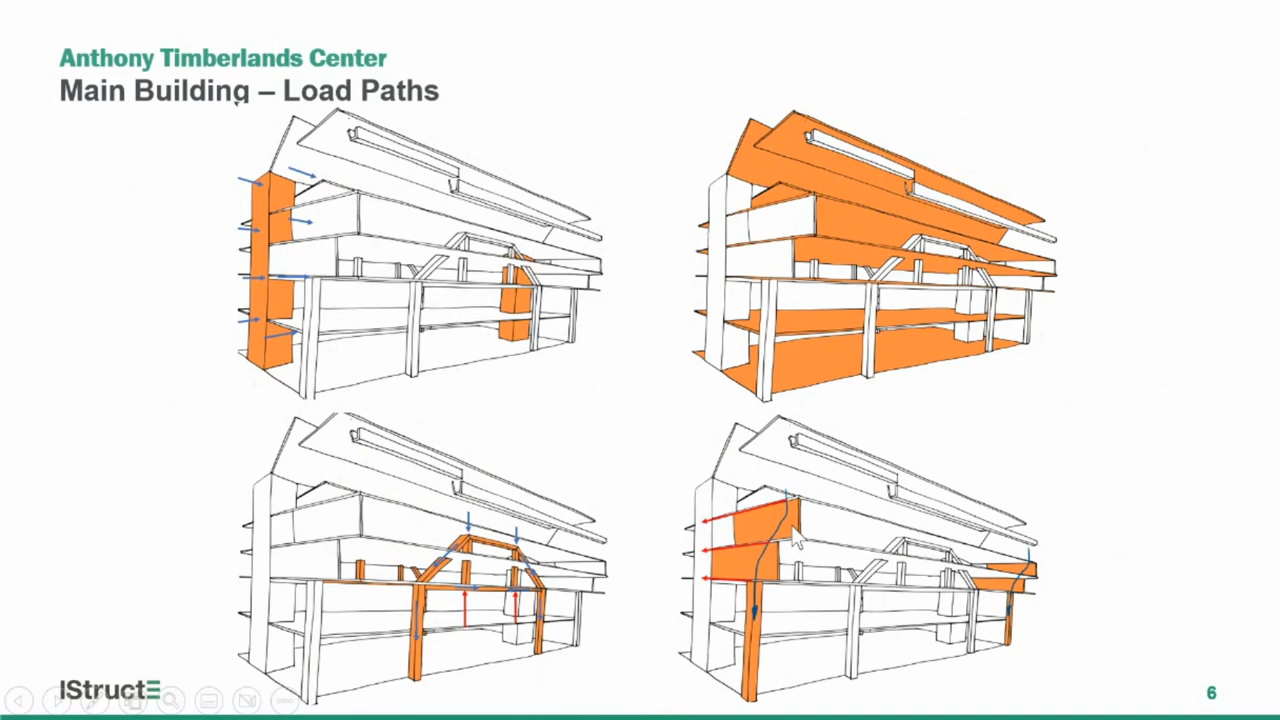 Anthony Timberlands Center
Main Building – Load Paths
IStructE
6